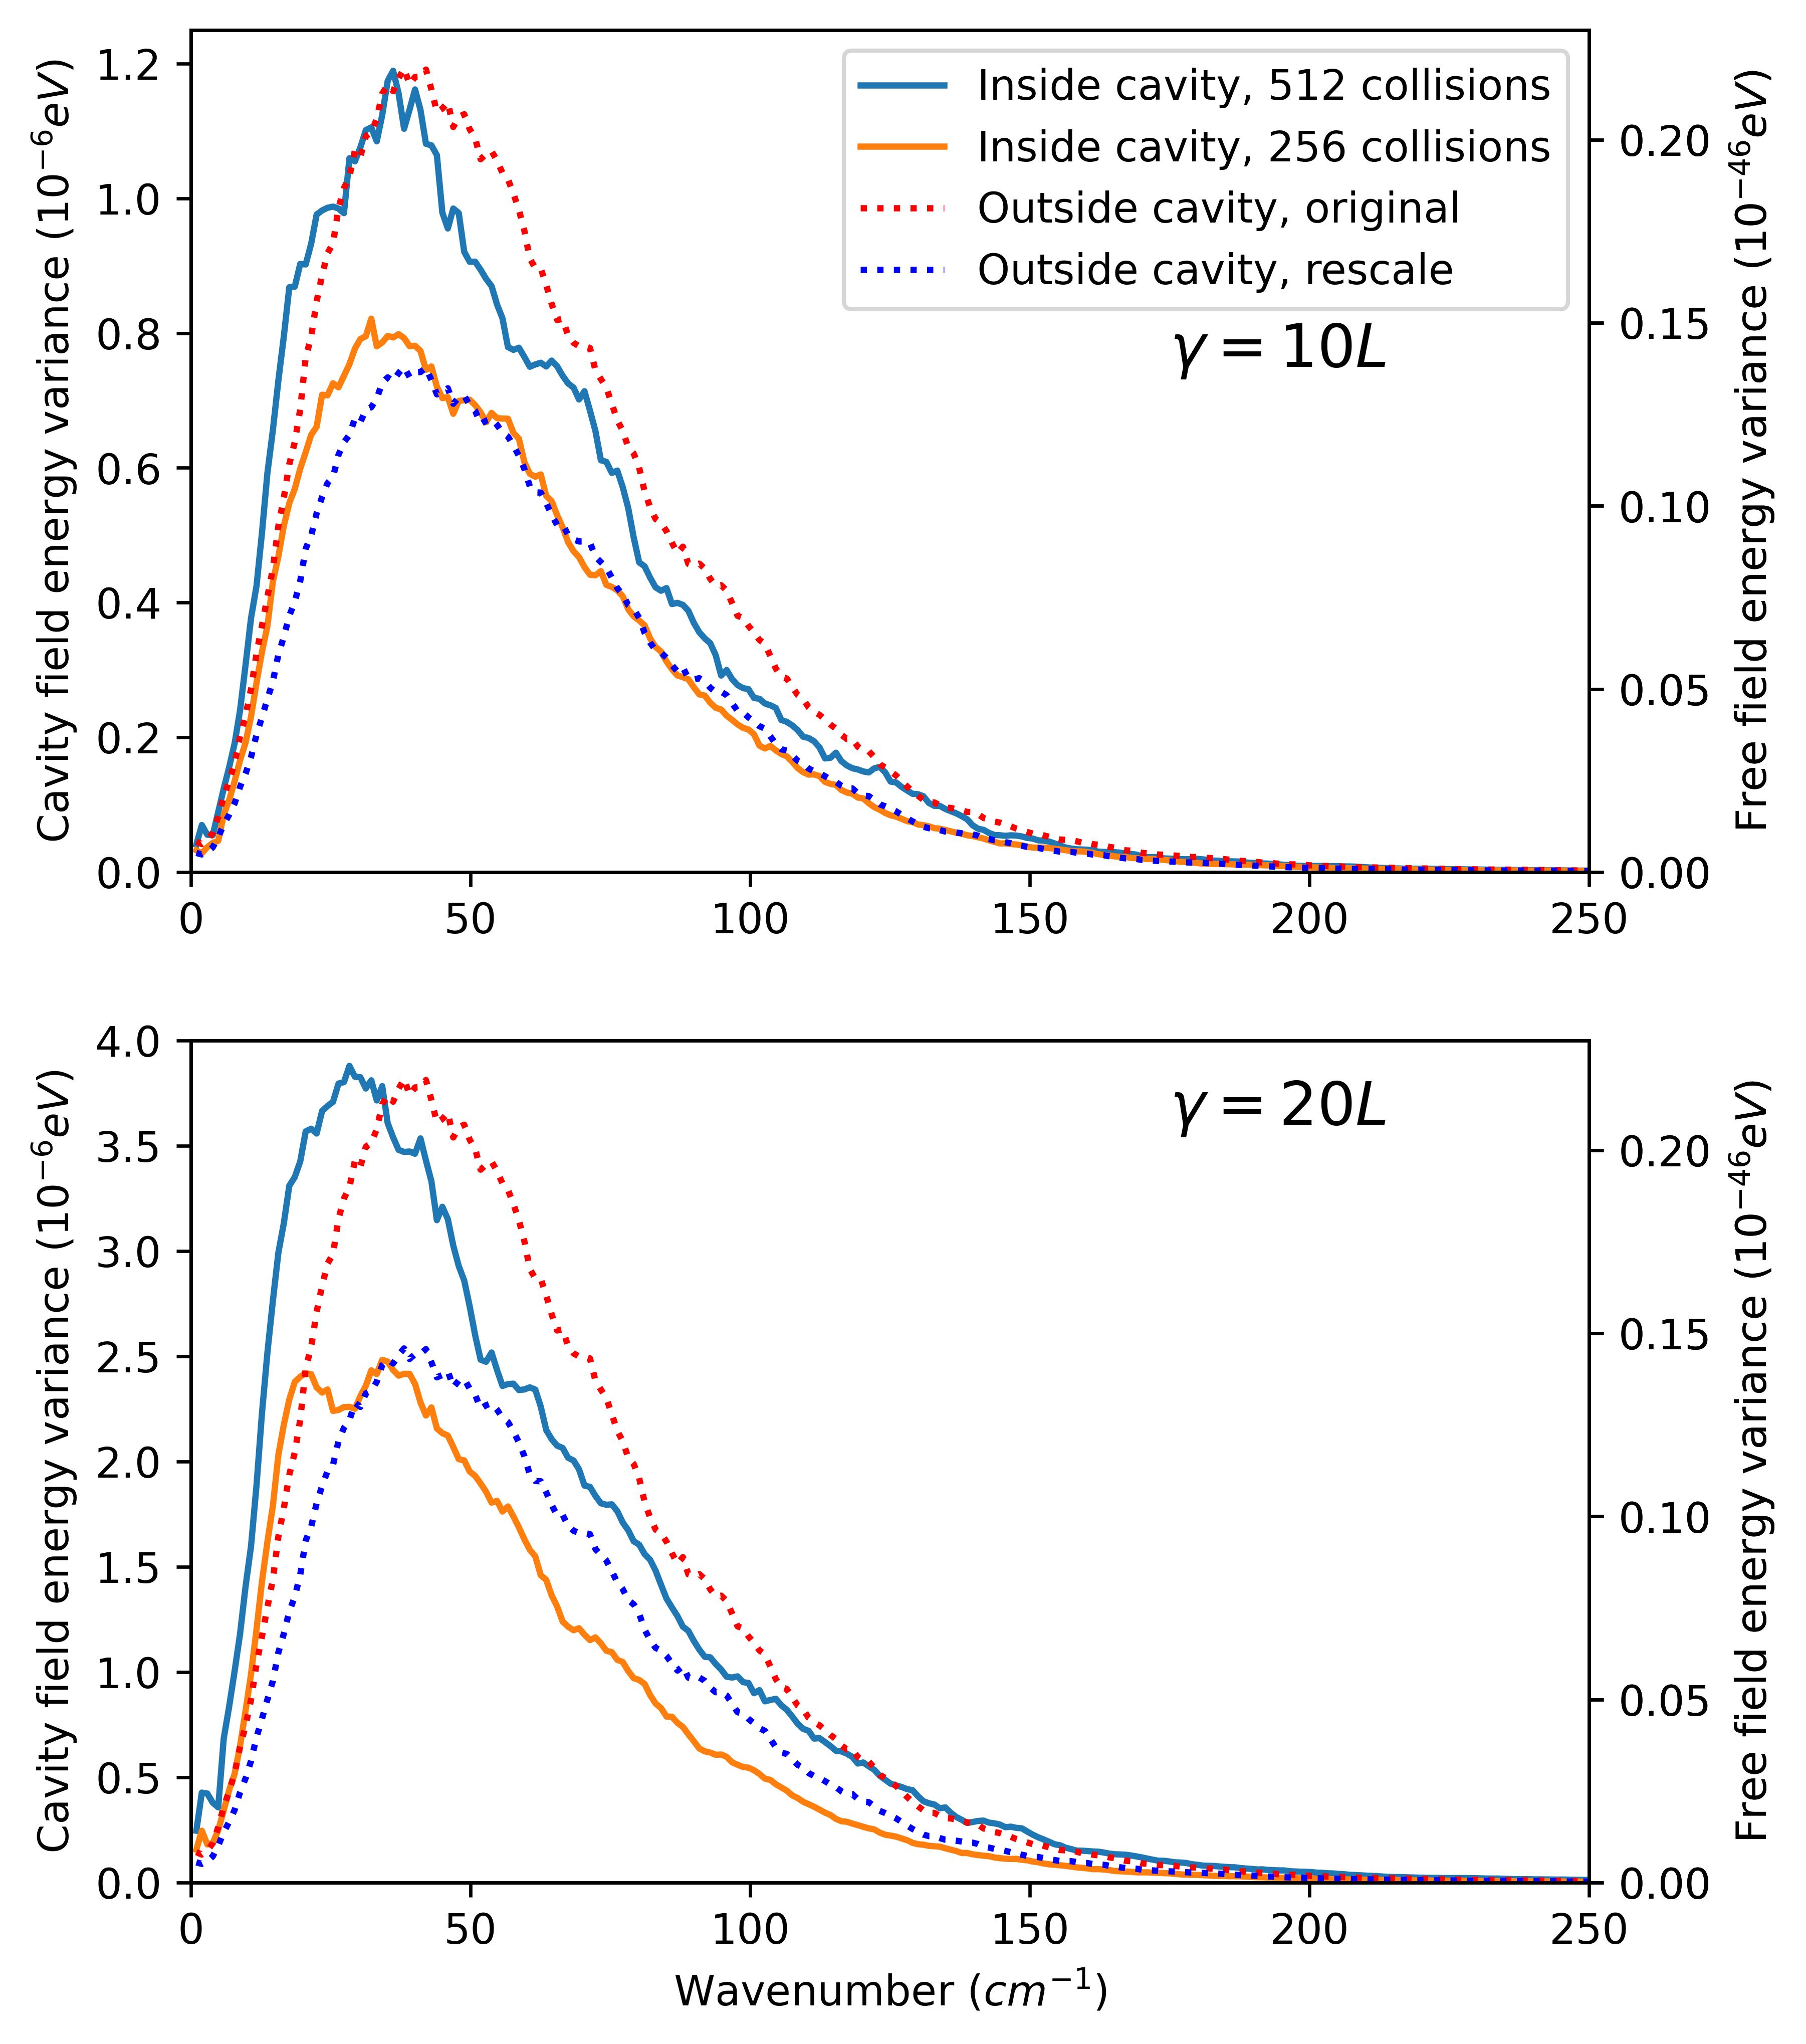 Cavity field energy variance (10⁻⁶eV)
1.2
1.0
0.8
0.6
0.4
0.2
0.0
Inside cavity, 512 collisions
Inside cavity, 256 collisions
Outside cavity, original
Outside cavity, rescale
γ = 10L
0.20
0.15
0.10
0.05
0.00
Free field energy variance (10⁻⁴⁶eV)
0 50 100 150 200 250
Cavity field energy variance (10⁻⁶eV)
4.0
3.5
3.0
2.5
2.0
1.5
1.0
0.5
0.0
γ = 20L
0.20
0.15
0.10
0.05
0.00
Free field energy variance (10⁻⁴⁶eV)
0 50 100 150 200 250
Wavenumber (cm⁻¹)